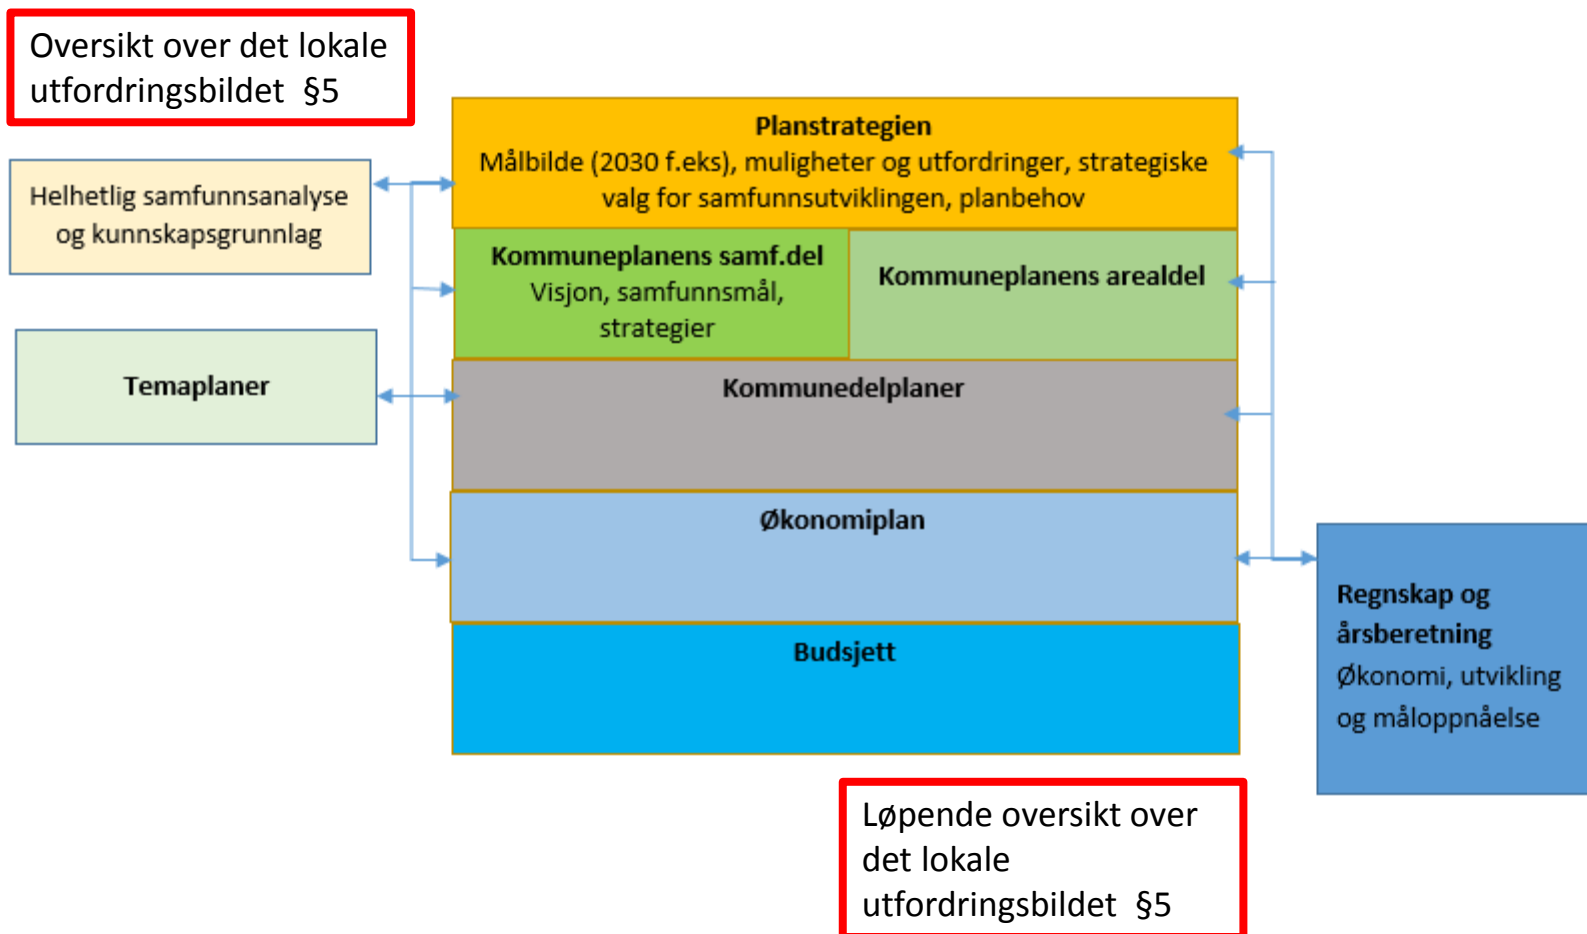 Oversikt over det lokale
utfordringsbildet §5
Planstrategien
Målbilde (2030 f.eks), muligheter og utfordringer, strategiske
valg for samfunnsutviklingen, planbehov
Helhetlig samfunnsanalyse
og kunnskapsgrunnlag
Kommuneplanens samf.del
Visjon, samfunnsmål,
strategier
Kommuneplanens arealdel
Temaplaner
Kommunedelplaner
Økonomiplan
Regnskap og
årsberetning
Økonomi, utvikling
og måloppnåelse
Budsjett
Løpende oversikt over
det lokale
utfordringsbildet §5